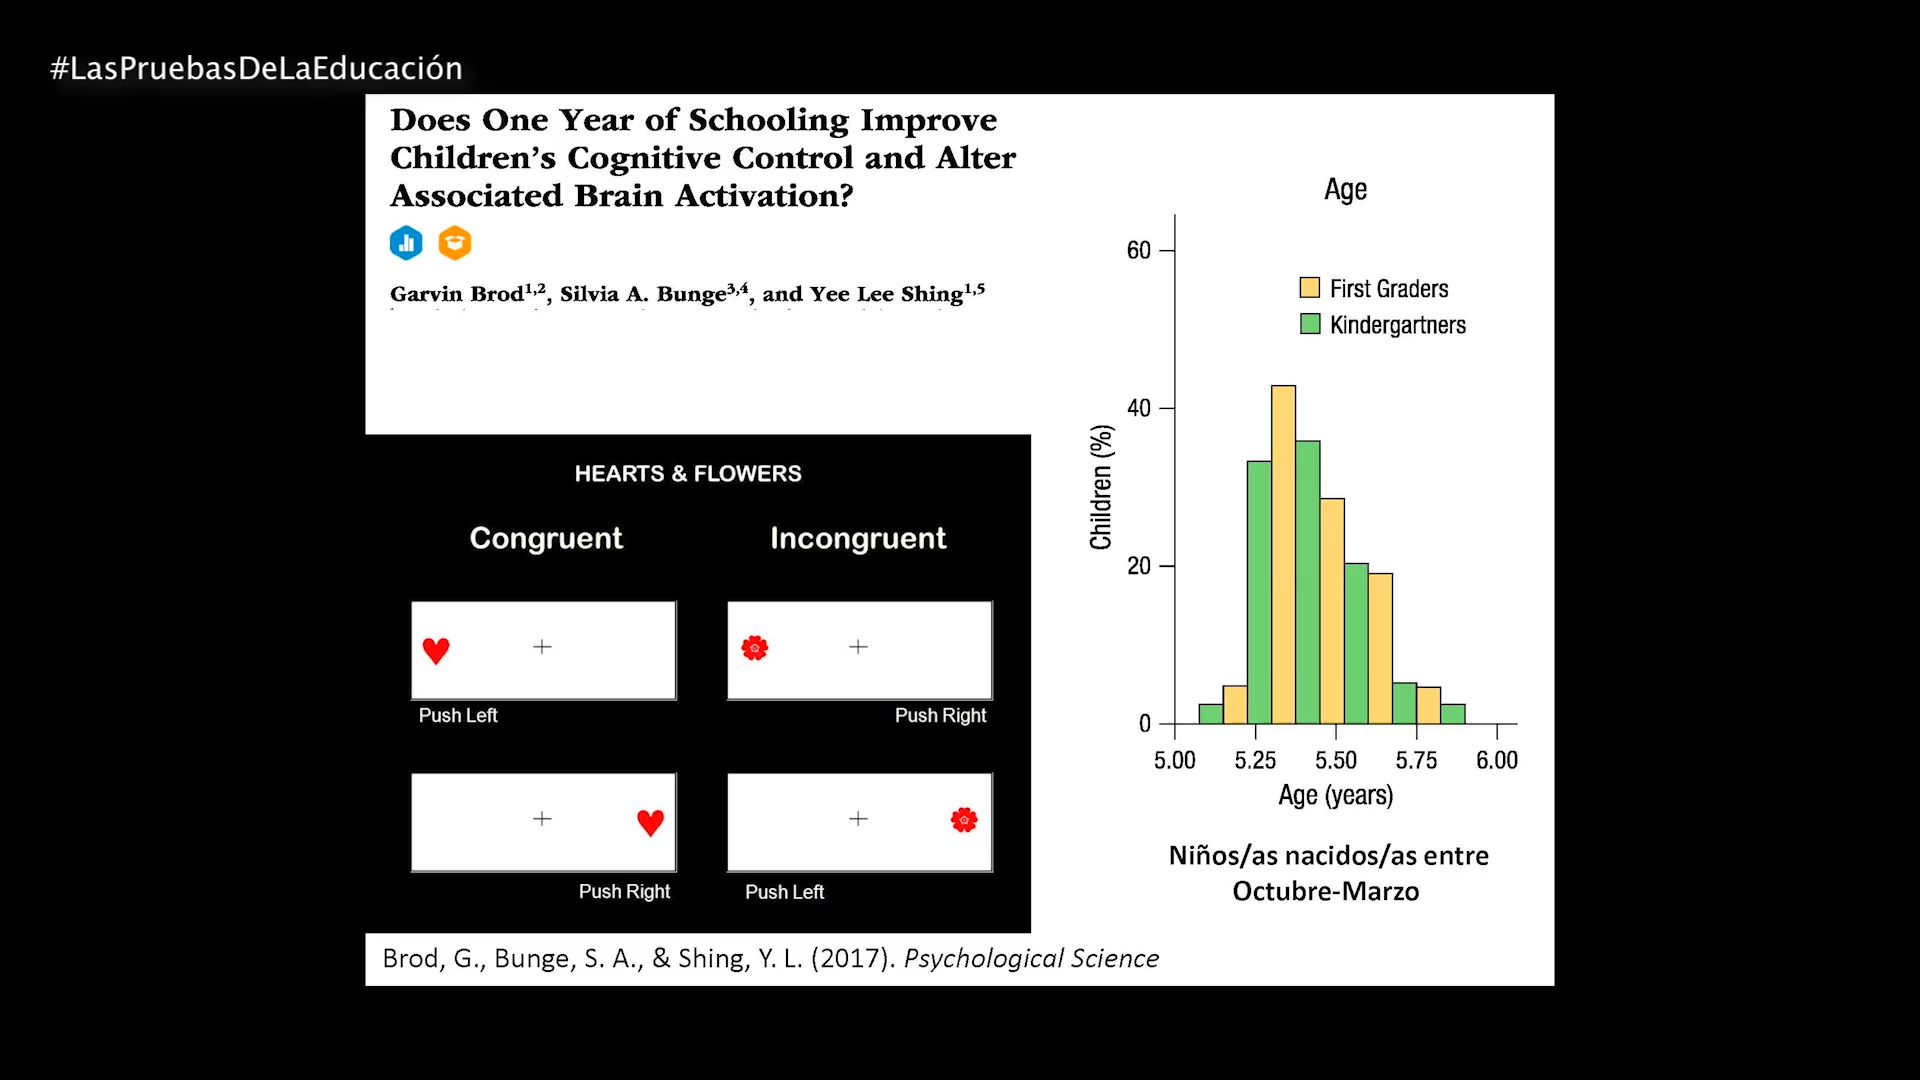 #LasPruebasDeLaEducación
Does One Year of Schooling Improve
Children's Cognitive Control and Alter
Associated Brain Activation?
Garvin Brod1,2, Silvia A. Bunge3,4, and Yee Lee Shing1,5
HEARTS & FLOWERS
Congruent
Incongruent
Push Left
Push Right
Push Right
Push Left
Age
60
First Graders
Kindergartners
40
Children (%)
20
0
5.00 5.25 5.50 5.75 6.00
Age (years)
Niños/as nacidos/as entre
Octubre-Marzo
Brod, G., Bunge, S. A., & Shing, Y. L. (2017). Psychological Science